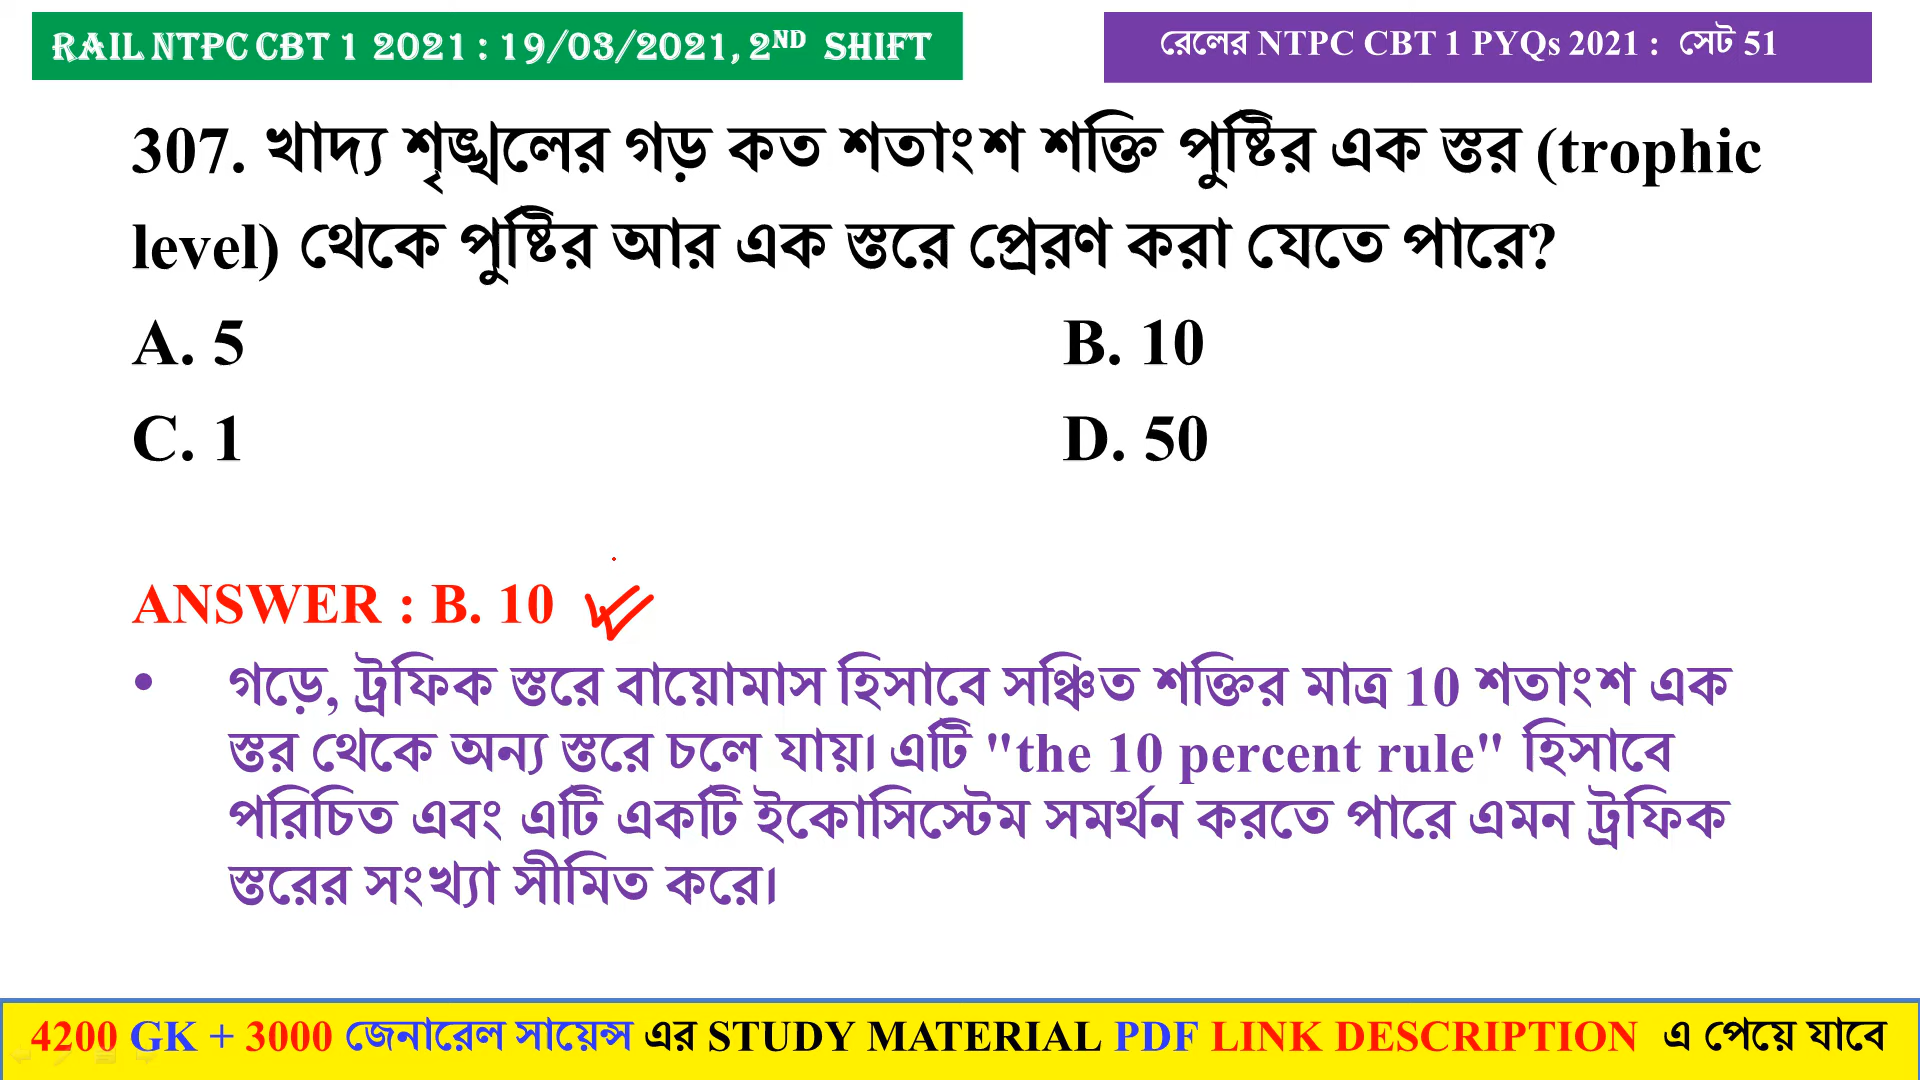 RAIL NTPC CBT 1 2021 : 19/03/2021, 2ND SHIFT
রেলের NTPC CBT 1 PYQs 2021 : সেট 51
307. খাদ্য শৃঙ্খলের গড় কত শতাংশ শক্তি পুষ্টির এক স্তর (trophic
level) থেকে পুষ্টির আর এক স্তরে প্রেরণ করা যেতে পারে?
A. 5 B. 10
C. 1 D. 50
ANSWER : B. 10
• গড়ে, ট্রফিক স্তরে বায়োমাস হিসাবে সঞ্চিত শক্তির মাত্র 10 শতাংশ এক
স্তর থেকে অন্য স্তরে চলে যায়। এটি "the 10 percent rule" হিসাবে
পরিচিত এবং এটি একটি ইকোসিস্টেম সমর্থন করতে পারে এমন ট্রফিক
স্তরের সংখ্যা সীমিত করে।
4200 GK + 3000 জেনারেল সায়েন্স এর STUDY MATERIAL PDF LINK DESCRIPTION এ পেয়ে যাবে